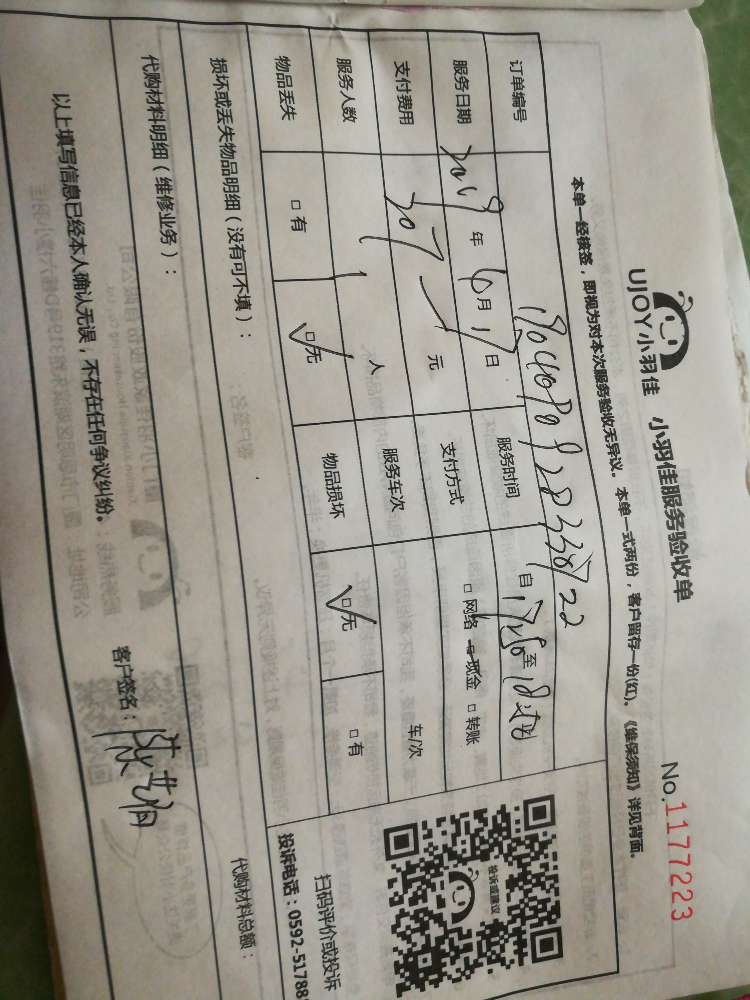 UJOY小羽佳 小羽佳服务验收单
No.1177223
本单一经核签，即视为对本次服务验收无异议。本单一式两份，客户留存一份(红)。《维保须知》详见背面。
订单编号
服务日期 年 6月 17日 服务时间 自 至
支付费用 307 元 支付方式 □网络 □现金 □转账
服务人数 1 人 服务车次 车/次
物品丢失 □有 ☑无 物品损坏 ☑无 □有
投诉或建议
扫码评价或投诉
投诉电话：0592-51788
损坏或丢失物品明细（没有可不填）：
代购材料明细（维修业务）： 代购材料总额：
以上填写信息已经本人确认无误，不存在任何争议纠纷。 客户签名：